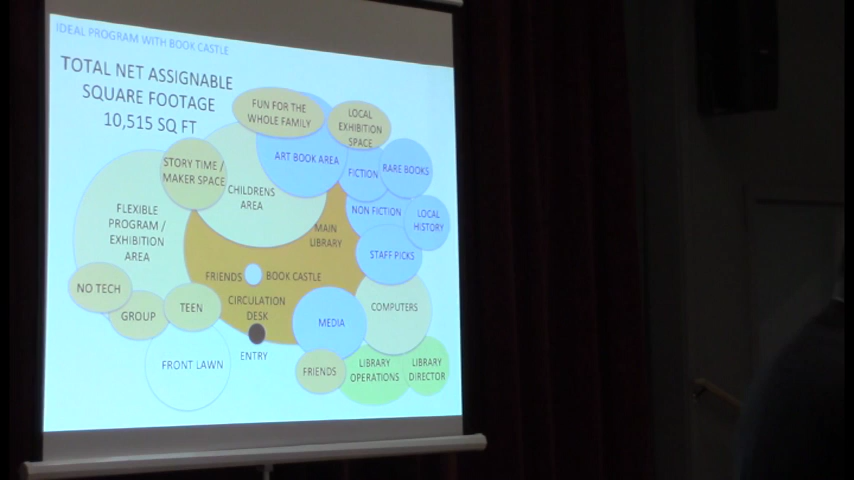 IDEAL PROGRAM WITH BOOK CASTLE
TOTAL NET ASSIGNABLE
SQUARE FOOTAGE
10,515 SQ FT
FUN FOR THE
WHOLE FAMILY
LOCAL
EXHIBITION
SPACE
ART BOOK AREA
STORY TIME /
MAKER SPACE
FICTION
RARE BOOKS
CHILDRENS
AREA
FLEXIBLE
PROGRAM /
EXHIBITION
AREA
NON FICTION
LOCAL
HISTORY
MAIN
LIBRARY
STAFF PICKS
FRIENDS
BOOK CASTLE
NO TECH
GROUP
TEEN
CIRCULATION
DESK
MEDIA
COMPUTERS
ENTRY
FRONT LAWN
FRIENDS
LIBRARY
OPERATIONS
LIBRARY
DIRECTOR